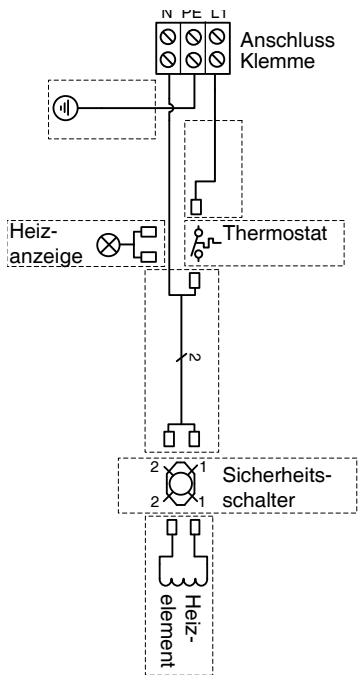 N PE L1
Anschluss
Klemme
Heiz-
anzeige
Thermostat
2
2 1
2 1
Sicherheits-
schalter
Heiz-
element